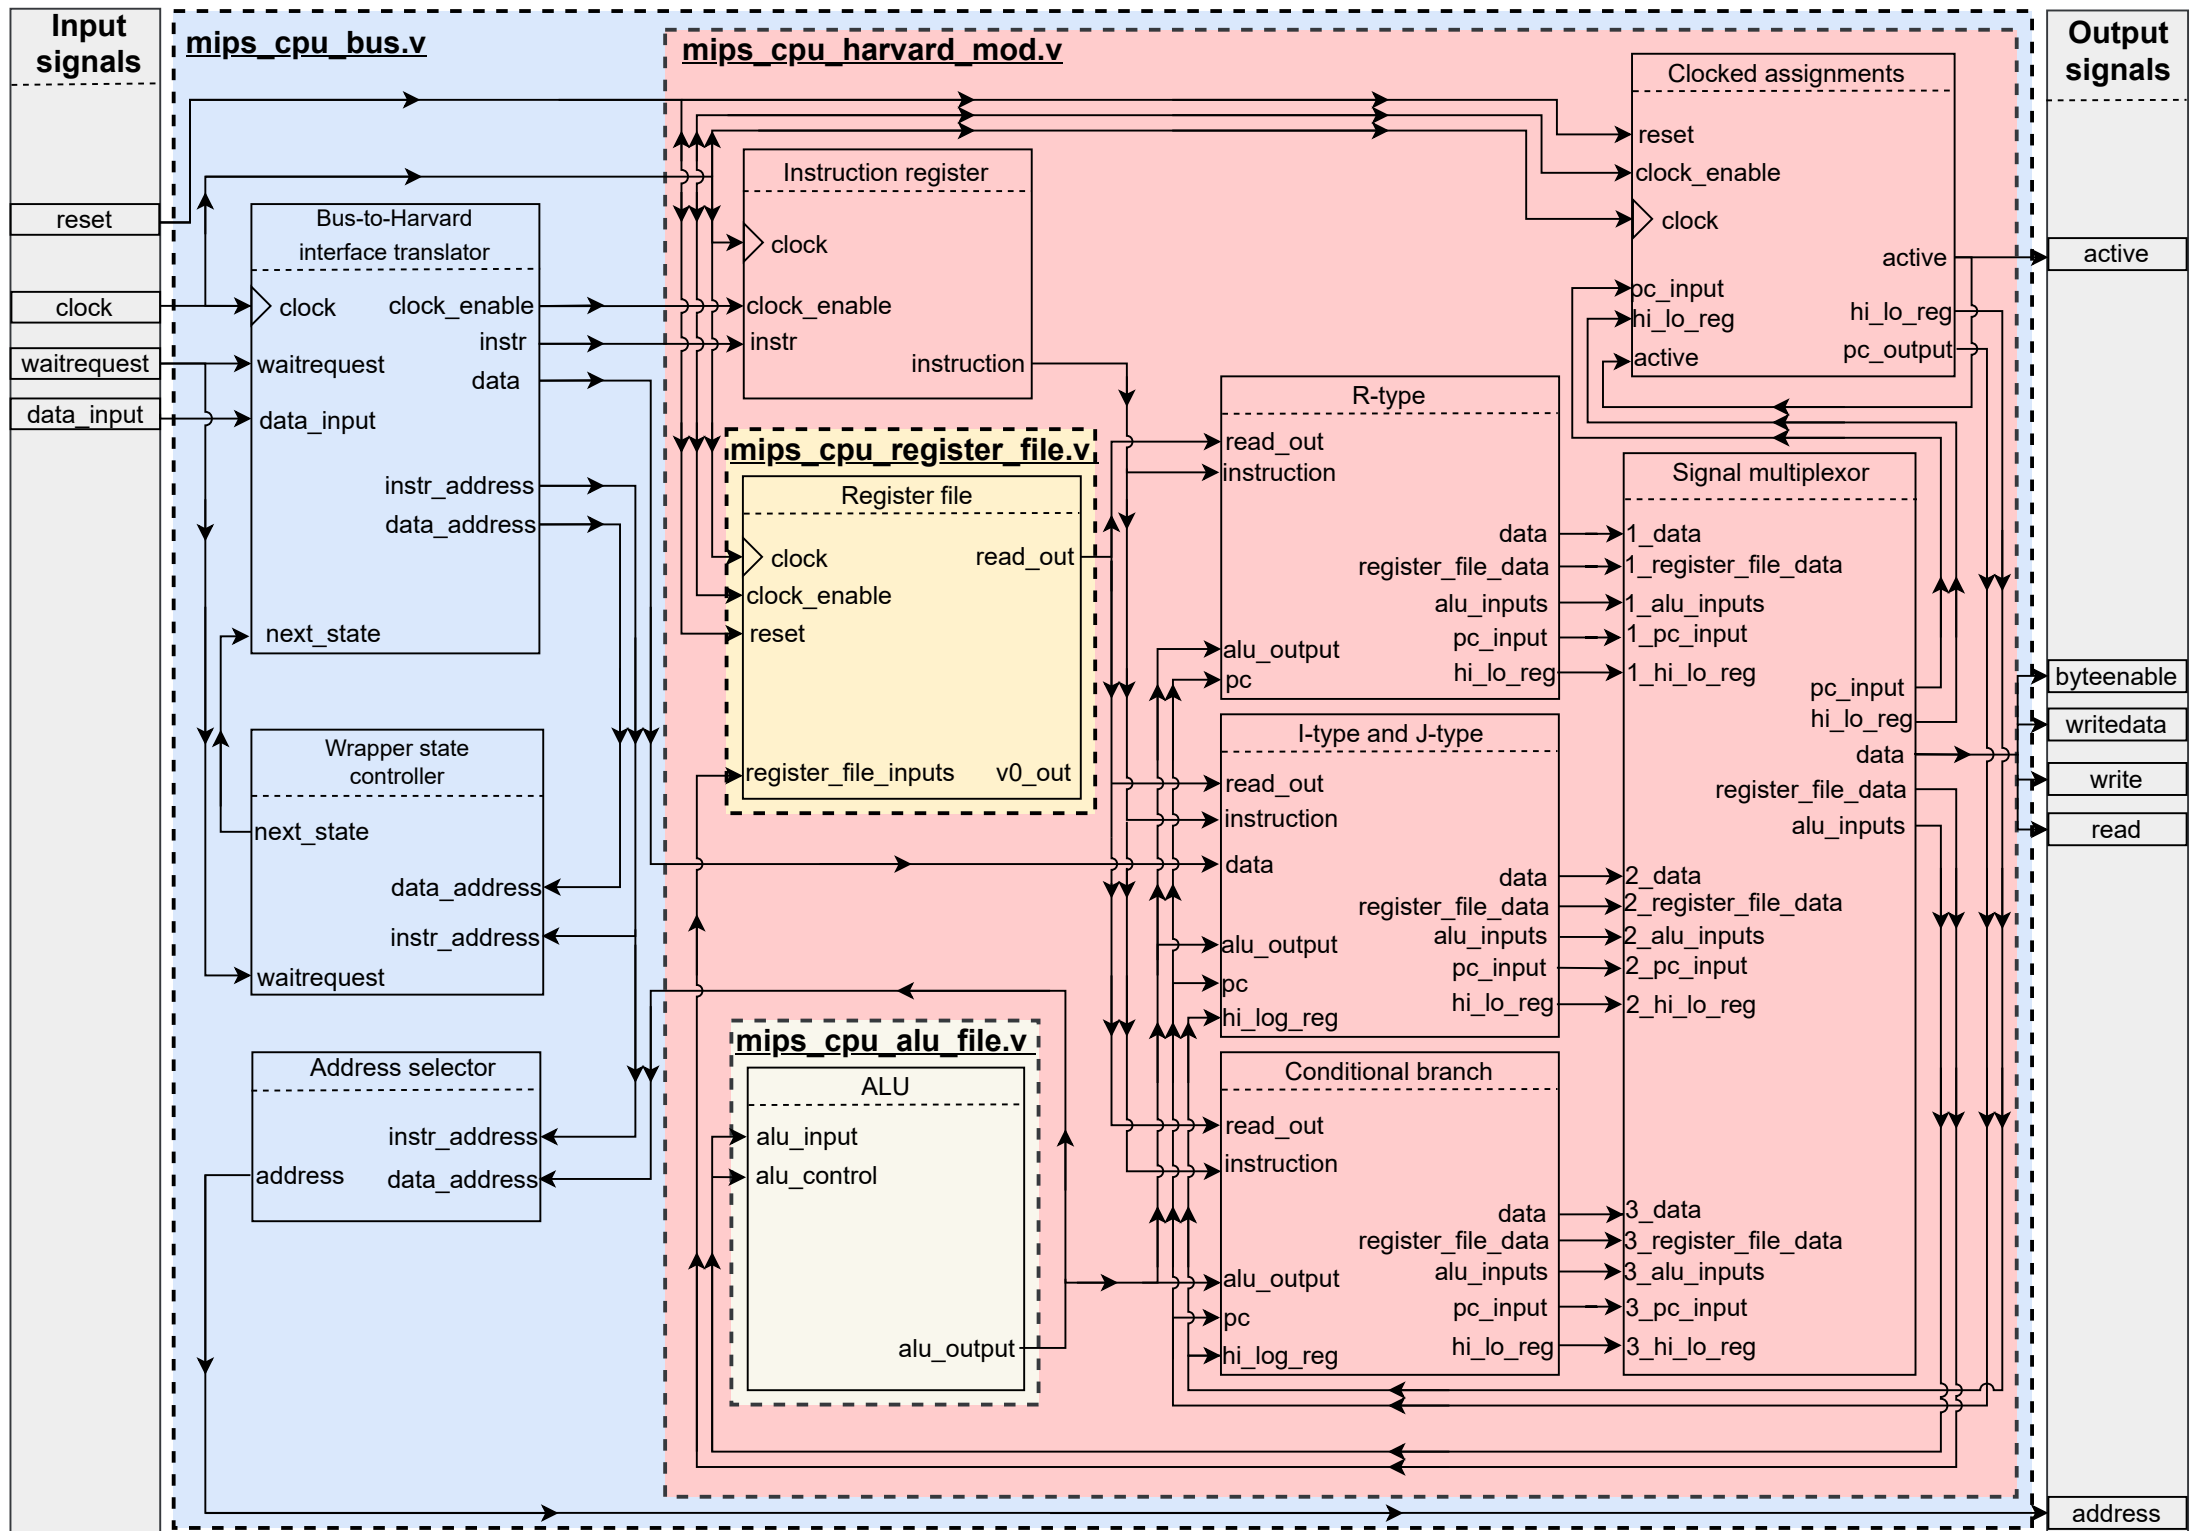 Input
signals
reset
clock
waitrequest
data_input
mips_cpu_bus.v
Bus-to-Harvard
interface translator
clock
waitrequest
data_input
clock_enable
instr
data
instr_address
data_address
next_state
Wrapper state
controller
next_state
data_address
instr_address
waitrequest
Address selector
instr_address
address
data_address
mips_cpu_harvard_mod.v
Instruction register
clock
clock_enable
instr
instruction
mips_cpu_register_file.v
Register file
clock
read_out
clock_enable
reset
register_file_inputs
v0_out
mips_cpu_alu_file.v
ALU
alu_input
alu_control
alu_output
R-type
read_out
instruction
data
register_file_data
alu_inputs
pc_input
hi_lo_reg
alu_output
pc
I-type and J-type
read_out
instruction
data
data
register_file_data
alu_inputs
pc_input
hi_lo_reg
alu_output
pc
hi_log_reg
Conditional branch
read_out
instruction
data
register_file_data
alu_inputs
pc_input
hi_lo_reg
alu_output
pc
hi_log_reg
Clocked assignments
reset
clock_enable
clock
active
pc_input
hi_lo_reg
active
hi_lo_reg
pc_output
Signal multiplexor
1_data
1_register_file_data
1_alu_inputs
1_pc_input
1_hi_lo_reg
pc_input
hi_lo_reg
data
register_file_data
alu_inputs
2_data
2_register_file_data
2_alu_inputs
2_pc_input
2_hi_lo_reg
3_data
3_register_file_data
3_alu_inputs
3_pc_input
3_hi_lo_reg
Output
signals
active
byteenable
writedata
write
read
address